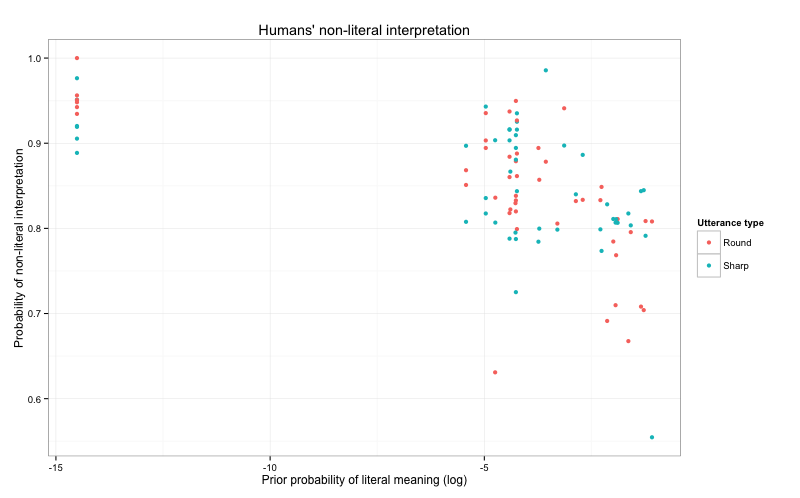 Humans' non-literal interpretation
Probability of non-literal interpretation
1.0
0.9
0.8
0.7
0.6
-15
-10
-5
Prior probability of literal meaning (log)
Utterance type
Round
Sharp